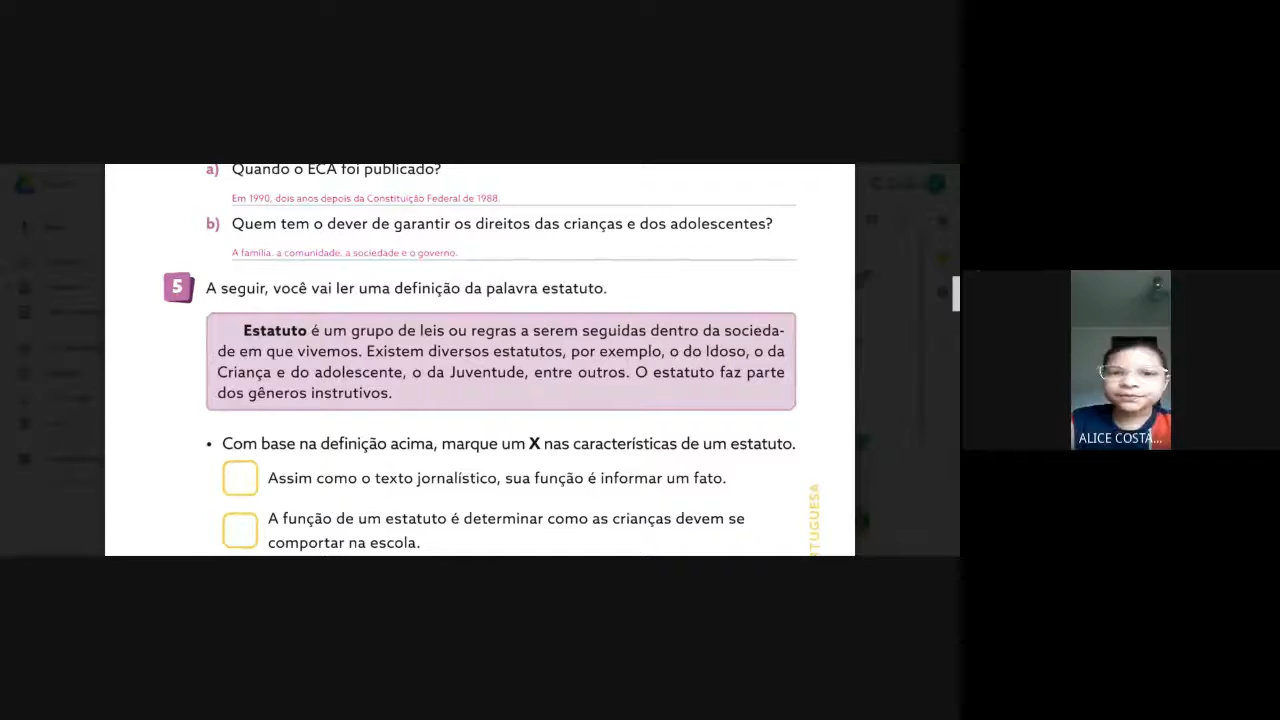 a) Quando o ECA foi publicado?
Em 1990, dois anos depois da Constituição Federal de 1988.
b) Quem tem o dever de garantir os direitos das crianças e dos adolescentes?
A família, a comunidade, a sociedade e o governo.
5 A seguir, você vai ler uma definição da palavra estatuto.
Estatuto é um grupo de leis ou regras a serem seguidas dentro da socieda-
de em que vivemos. Existem diversos estatutos, por exemplo, o do Idoso, o da
Criança e do adolescente, o da Juventude, entre outros. O estatuto faz parte
dos gêneros instrutivos.
• Com base na definição acima, marque um X nas características de um estatuto.
Assim como o texto jornalístico, sua função é informar um fato.
A função de um estatuto é determinar como as crianças devem se
comportar na escola.
TUGUESA
ALICE COSTA...